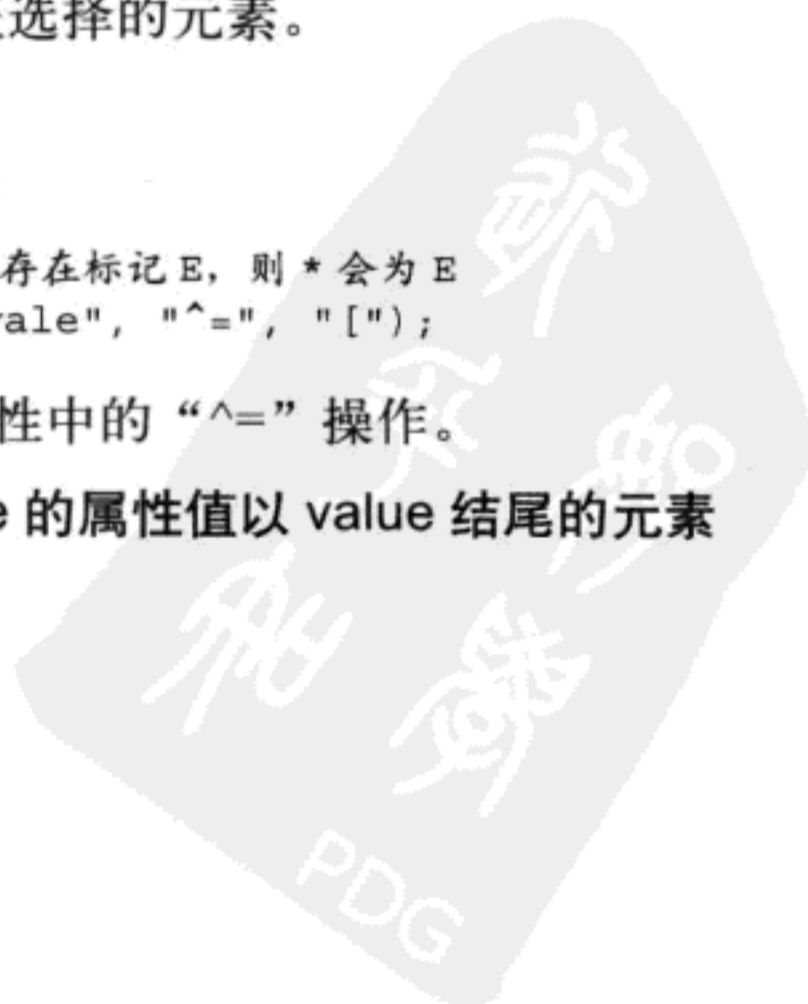 选择的元素。
存在标记 E, 则 * 会为 E
ale", "^=", "[");
性中的“^=”操作。
的属性值以 value 结尾的元素
PDG